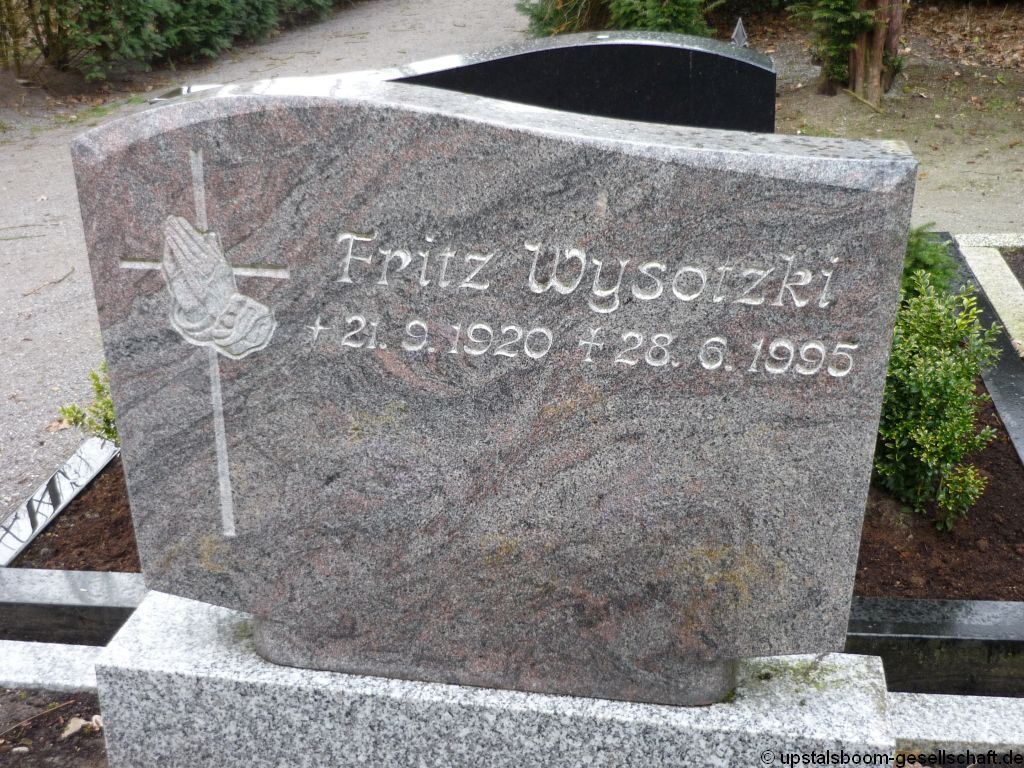 Fritz Wysotzki
* 21. 9. 1920 † 28. 6. 1995
© upstalsboom-gesellschaft.de